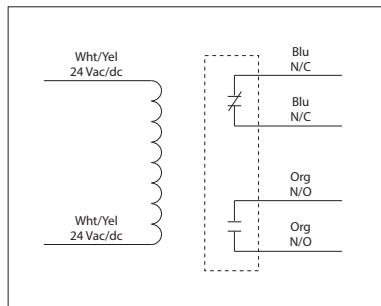 Wht/Yel
24 Vac/dc
Wht/Yel
24 Vac/dc
Blu
N/C
Blu
N/C
Org
N/O
Org
N/O